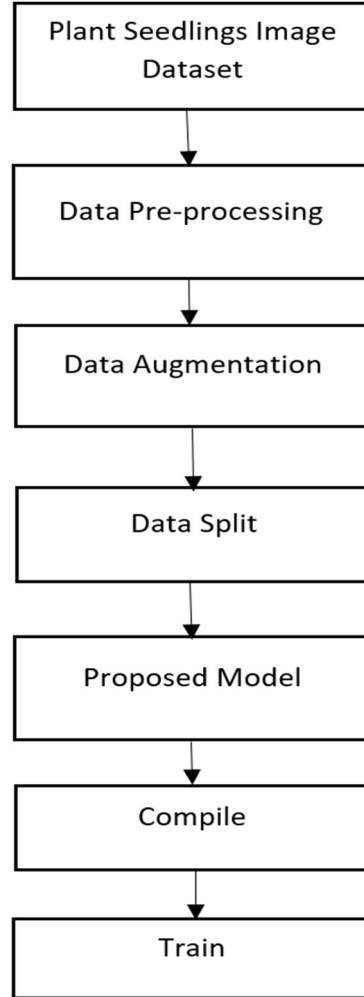 Plant Seedlings Image
Dataset
Data Pre-processing
Data Augmentation
Data Split
Proposed Model
Compile
Train